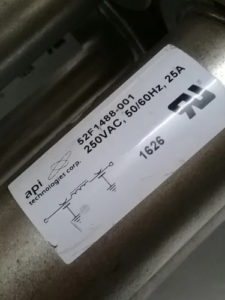 52F1488-001
250VAC, 50/60Hz, 25A
api
technologies corp.
1626